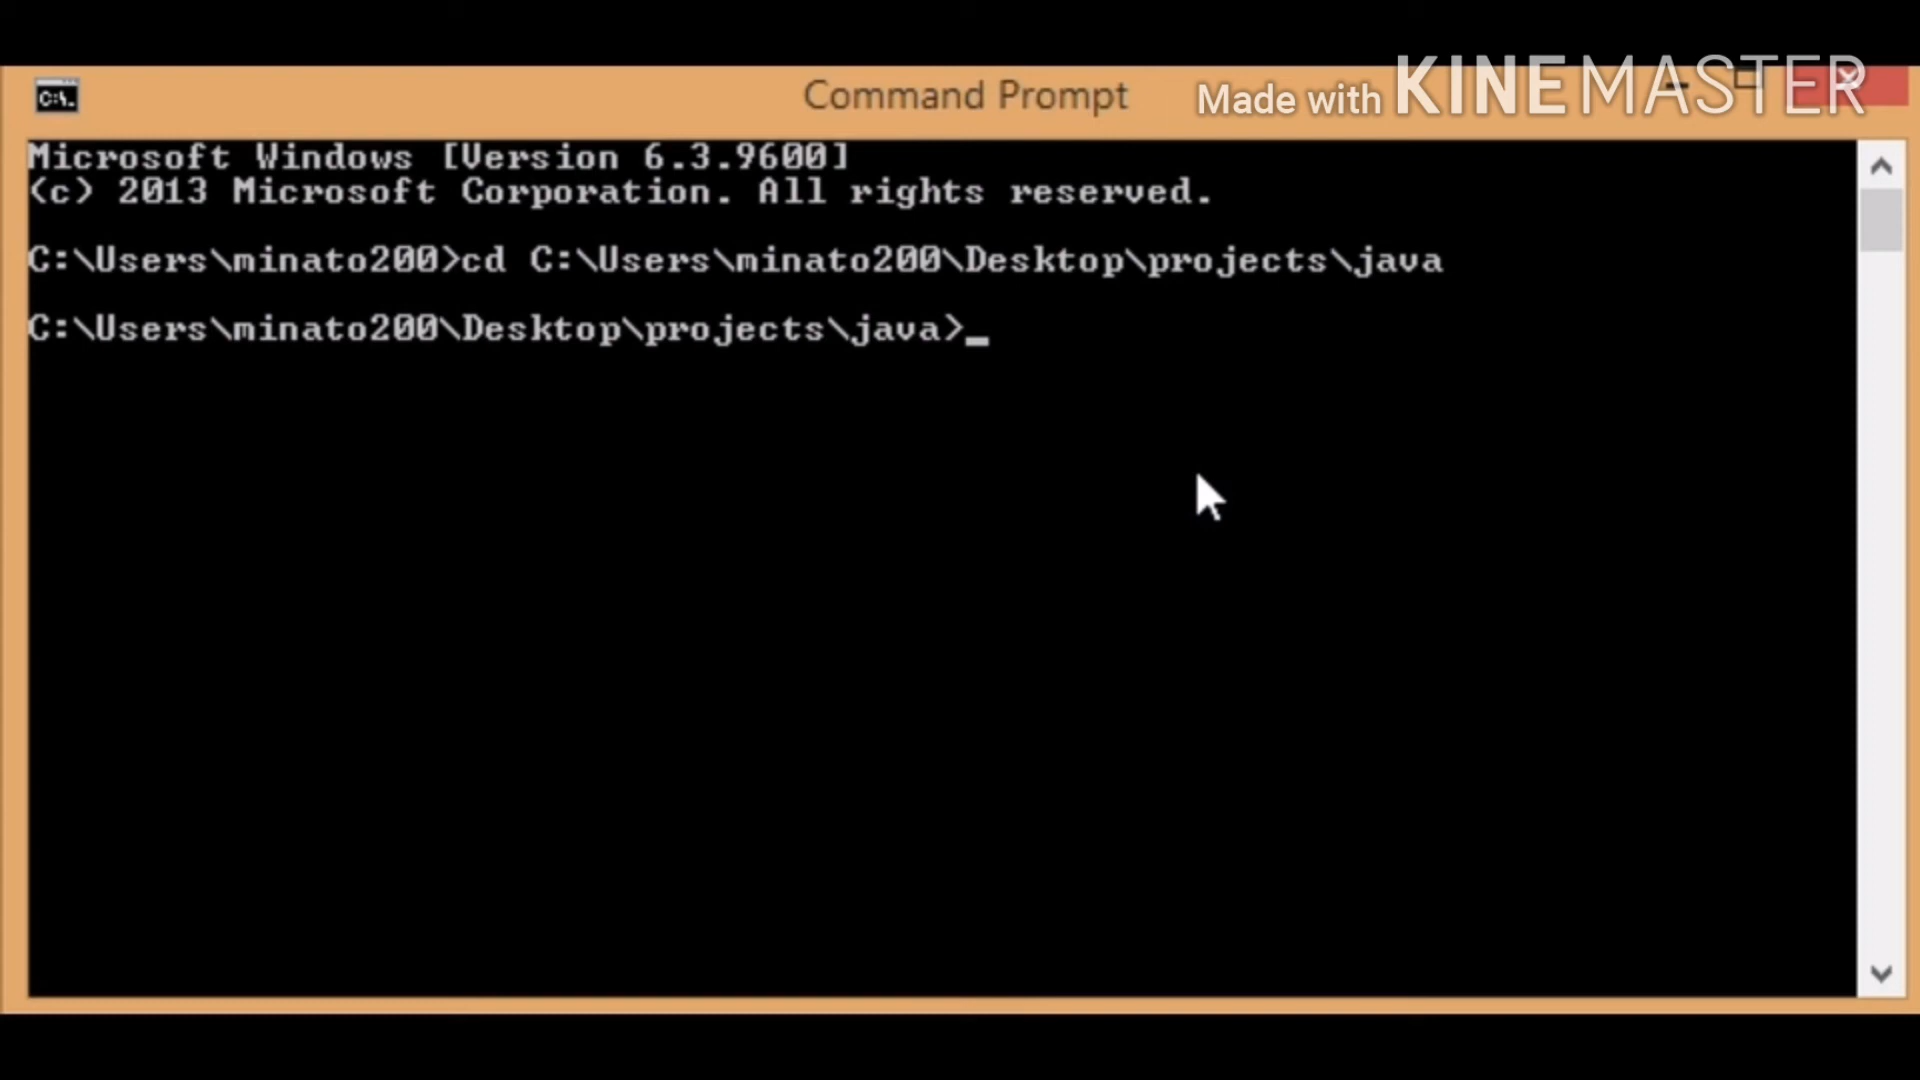 C:\.
Command Prompt
Made with KINEMASTER
Microsoft Windows [Version 6.3.9600]
(c) 2013 Microsoft Corporation. All rights reserved.
C:\Users\minato200>cd C:\Users\minato200\Desktop\projects\java
C:\Users\minato200\Desktop\projects\java>_